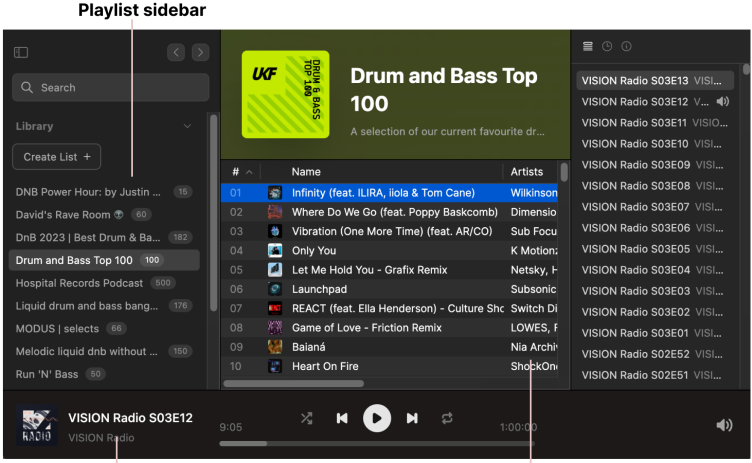 Playlist sidebar
Search
Library
Create List +
DNB Power Hour: by Justin ... 15
David's Rave Room 👽 60
DnB 2023 | Best Drum & Ba... 182
Drum and Bass Top 100 100
Hospital Records Podcast 500
Liquid drum and bass bang... 176
MODUS | selects 66
Melodic liquid dnb without ... 150
Run 'N' Bass 50
UKF
DRUM & BASS
TOP 100
Drum and Bass Top
100
A selection of our current favourite dr...
# Name Artists
01 Infinity (feat. ILIRA, iiola & Tom Cane) Wilkinson
02 Where Do We Go (feat. Poppy Baskcomb) Dimensio
03 Vibration (One More Time) (feat. AR/CO) Sub Focu
04 Only You K Motionz
05 Let Me Hold You - Grafix Remix Netsky, H
06 Launchpad Subsonic
07 REACT (feat. Ella Henderson) - Culture Sho Switch Di
08 Game of Love - Friction Remix LOWES, F
09 Baianá Nia Archiv
10 Heart On Fire ShockOne
VISION Radio S03E13 VISI...
VISION Radio S03E12 V...
VISION Radio S03E11 VISIO...
VISION Radio S03E10 VISI...
VISION Radio S03E09 VISI...
VISION Radio S03E08 VISI...
VISION Radio S03E07 VISI...
VISION Radio S03E06 VISI...
VISION Radio S03E05 VISI...
VISION Radio S03E04 VISI...
VISION Radio S03E03 VISI...
VISION Radio S03E02 VISI...
VISION Radio S03E01 VISI...
VISION Radio S02E52 VISI...
VISION Radio S02E51 VISI...
RADIO
VISION Radio S03E12
VISION Radio
9:05
1:00:00